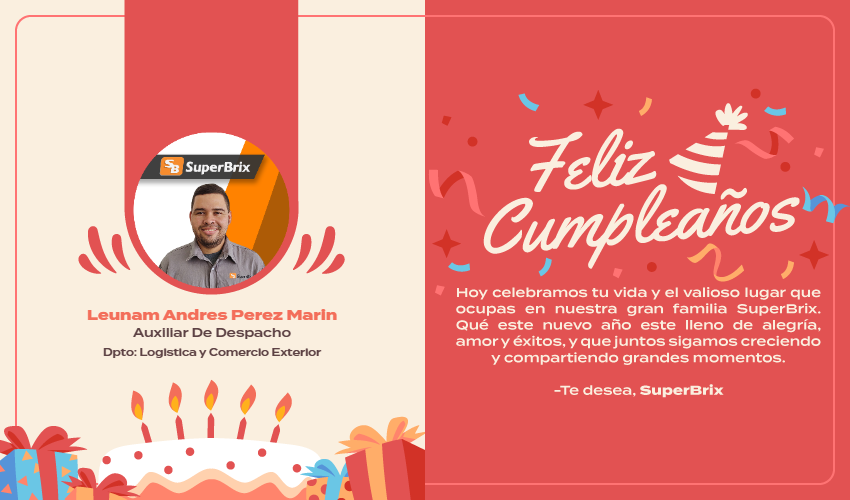 SB SuperBrix
Leunam Andres Perez Marin
Auxiliar De Despacho
Dpto: Logistica y Comercio Exterior
Feliz
Cumpleaños
Hoy celebramos tu vida y el valioso lugar que
ocupas en nuestra gran familia SuperBrix.
Qué este nuevo año este lleno de alegría,
amor y éxitos, y que juntos sigamos creciendo
y compartiendo grandes momentos.
-Te desea, SuperBrix